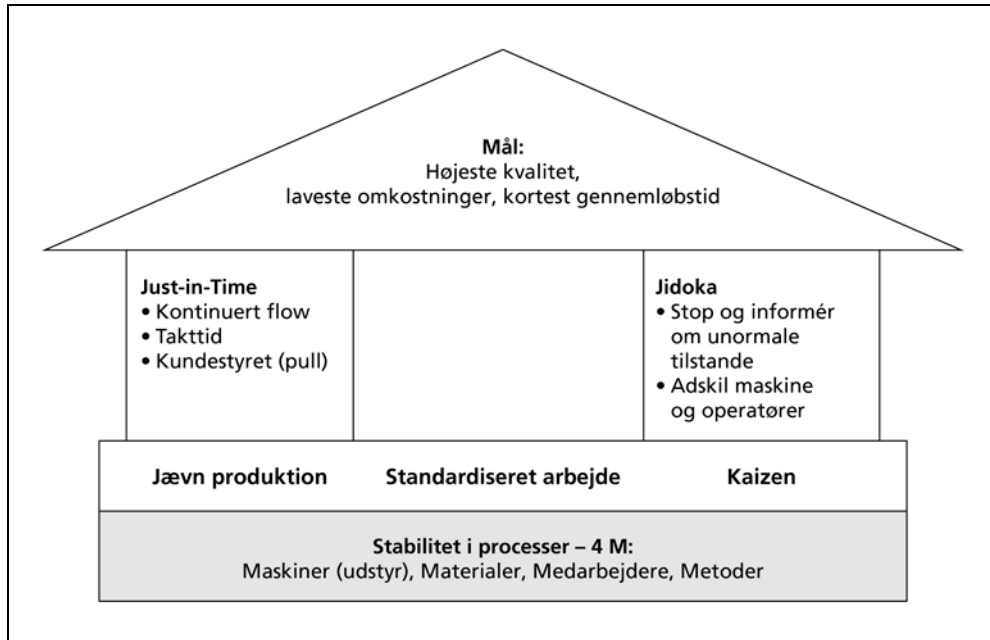 Mål:
Højeste kvalitet,
laveste omkostninger, kortest gennemløbstid
Just-in-Time
• Kontinuert flow
• Takttid
• Kundestyret (pull)
Jidoka
• Stop og informér
om unormale
tilstande
• Adskil maskine
og operatører
Jævn produktion Standardiseret arbejde Kaizen
Stabilitet i processer – 4 M:
Maskiner (udstyr), Materialer, Medarbejdere, Metoder